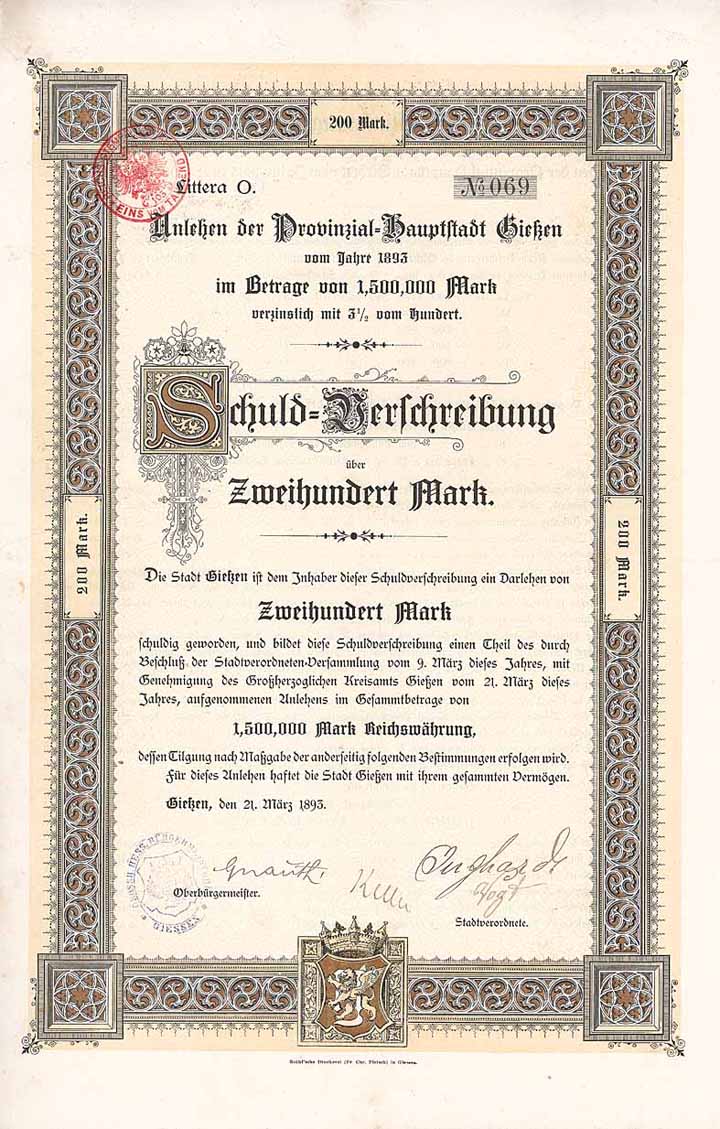 200 Mark.
Littera O.
№ 069
Anlehen der Provinzial=Hauptstadt Gießen
vom Jahre 1893
im Betrage von 1,500,000 Mark
verzinslich mit 3½ vom Hundert.
Schuld=Verschreibung
über
Zweihundert Mark.
200 Mark.
200 Mark.
Die Stadt Gießen ist dem Inhaber dieser Schuldverschreibung ein Darlehen von
Zweihundert Mark
schuldig geworden, und bildet diese Schuldverschreibung einen Theil des durch
Beschluß der Stadtverordneten-Versammlung vom 9. März dieses Jahres, mit
Genehmigung des Großherzoglichen Kreisamts Gießen vom 21. März dieses
Jahres, aufgenommenen Anlehens im Gesammtbetrage von
1,500,000 Mark Reichswährung,
dessen Tilgung nach Maßgabe der anderseitig folgenden Bestimmungen erfolgen wird.
Für dieses Anlehen haftet die Stadt Gießen mit ihrem gesammten Vermögen.
Gießen, den 21. März 1893.
GIESSEN
Gnauth
Vogt
Oberbürgermeister.
Stadtverordnete.
in Giessen.